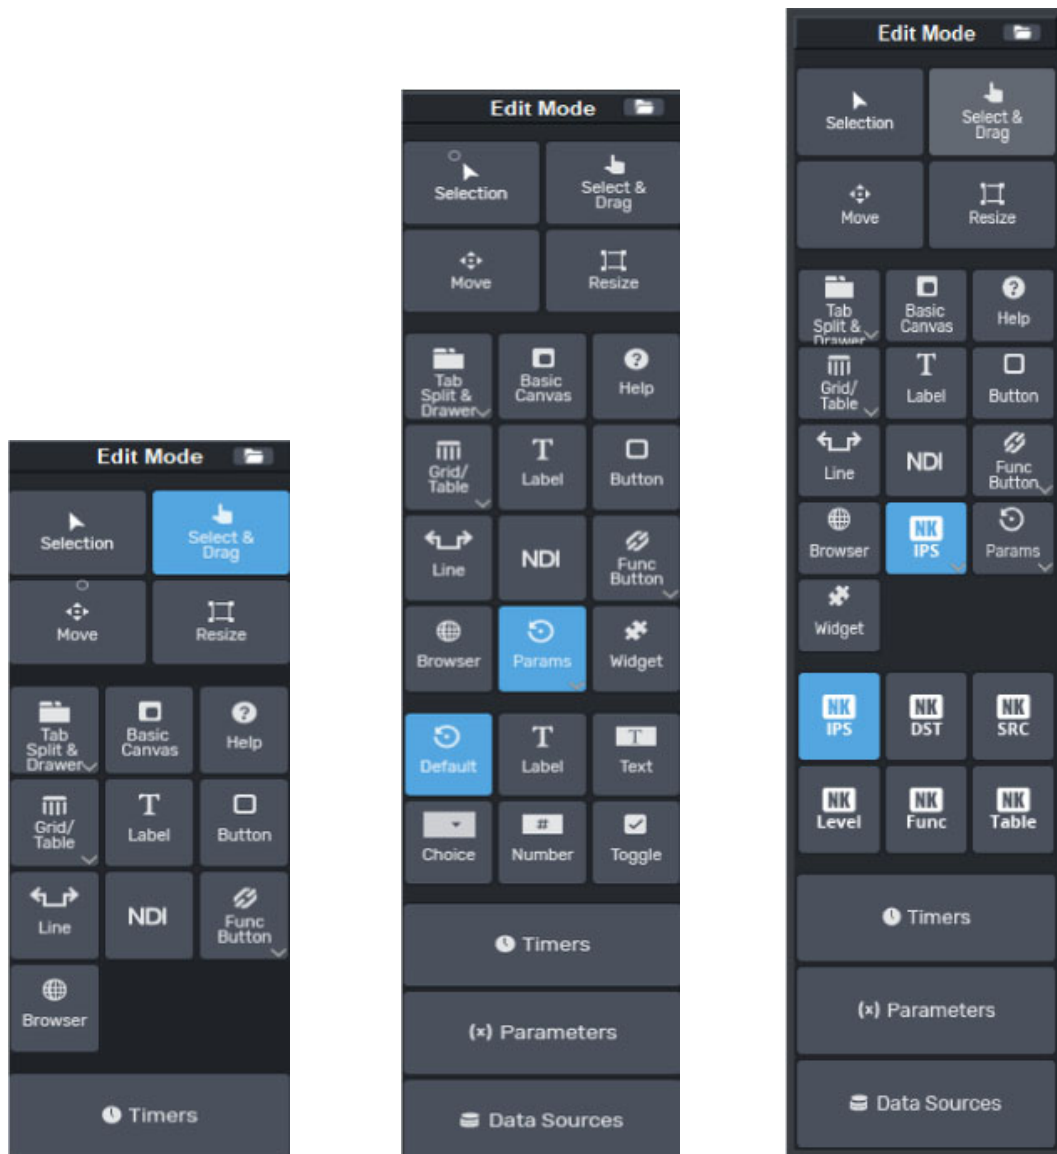 Edit Mode
Selection
Select &
Drag
Move
Resize
Tab
Split &
Drawer
Basic
Canvas
Help
Grid/
Table
T
Label
Button
Line
NDI
Func
Button
Browser
Timers
Edit Mode
Selection
Select &
Drag
Move
Resize
Tab
Split &
Drawer
Basic
Canvas
Help
Grid/
Table
T
Label
Button
Line
NDI
Func
Button
Browser
Params
Widget
Default
T
Label
T
Text
Choice
#
Number
Toggle
Timers
(x) Parameters
Data Sources
Edit Mode
Selection
Select &
Drag
Move
Resize
Tab
Split &
Drawer
Basic
Canvas
Help
Grid/
Table
T
Label
Button
Line
NDI
Func
Button
Browser
NK
IPS
Params
Widget
NK
IPS
NK
DST
NK
SRC
NK
Level
NK
Func
NK
Table
Timers
(x) Parameters
Data Sources